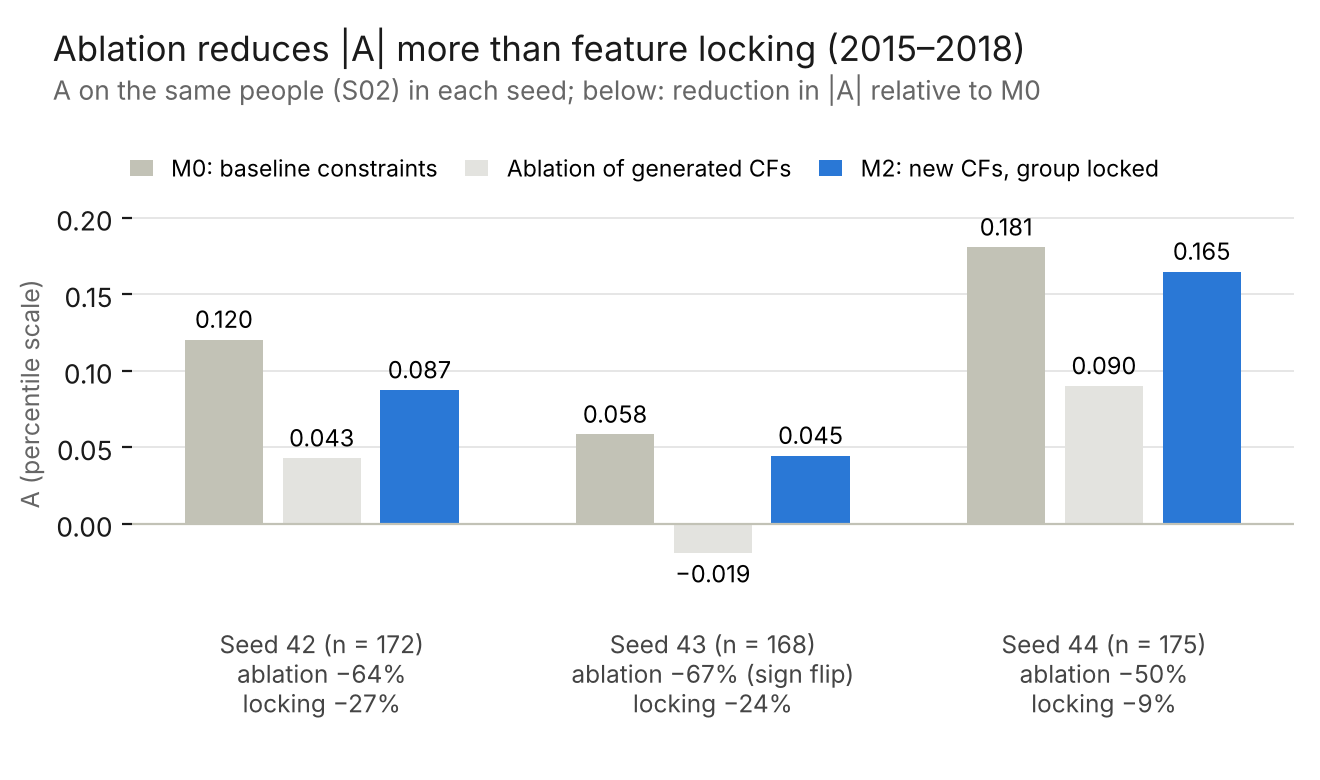 Ablation reduces |A| more than feature locking (2015–2018)
A on the same people (S02) in each seed; below: reduction in |A| relative to M0
M0: baseline constraints
Ablation of generated CFs
M2: new CFs, group locked
A (percentile scale)
0.20
0.15
0.10
0.05
0.00
0.120
0.043
0.087
0.058
−0.019
0.045
0.181
0.090
0.165
Seed 42 (n = 172)
ablation −64%
locking −27%
Seed 43 (n = 168)
ablation −67% (sign flip)
locking −24%
Seed 44 (n = 175)
ablation −50%
locking −9%